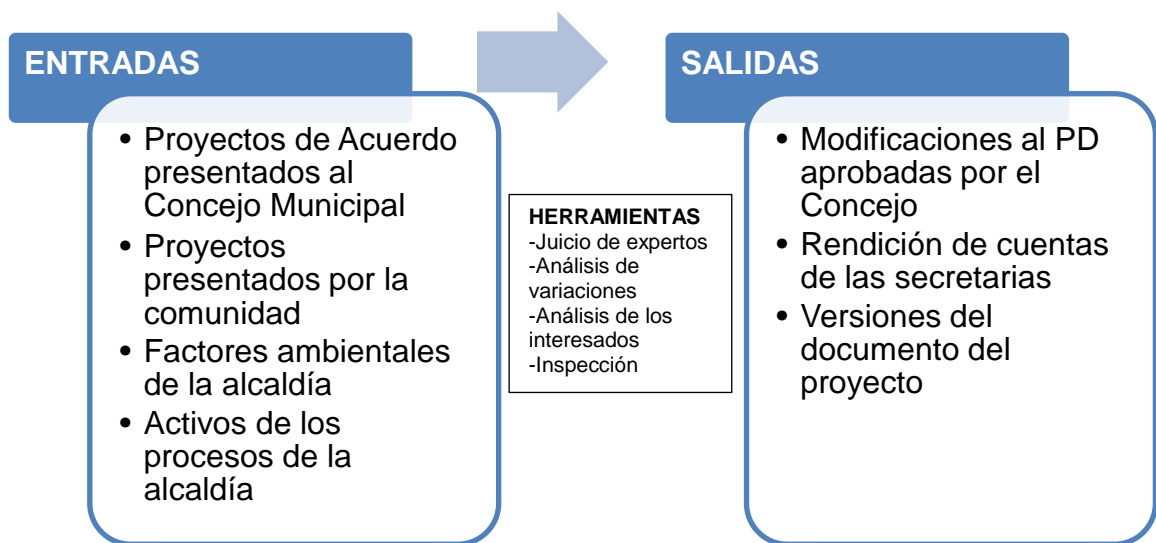 ENTRADAS
• Proyectos de Acuerdo
presentados al
Concejo Municipal
• Proyectos
presentados por la
comunidad
• Factores ambientales
de la alcaldía
• Activos de los
procesos de la
alcaldía
HERRAMIENTAS
-Juicio de expertos
-Análisis de
variaciones
-Análisis de los
interesados
-Inspección
SALIDAS
• Modificaciones al PD
aprobadas por el
Concejo
• Rendición de cuentas
de las secretarias
• Versiones del
documento del
proyecto